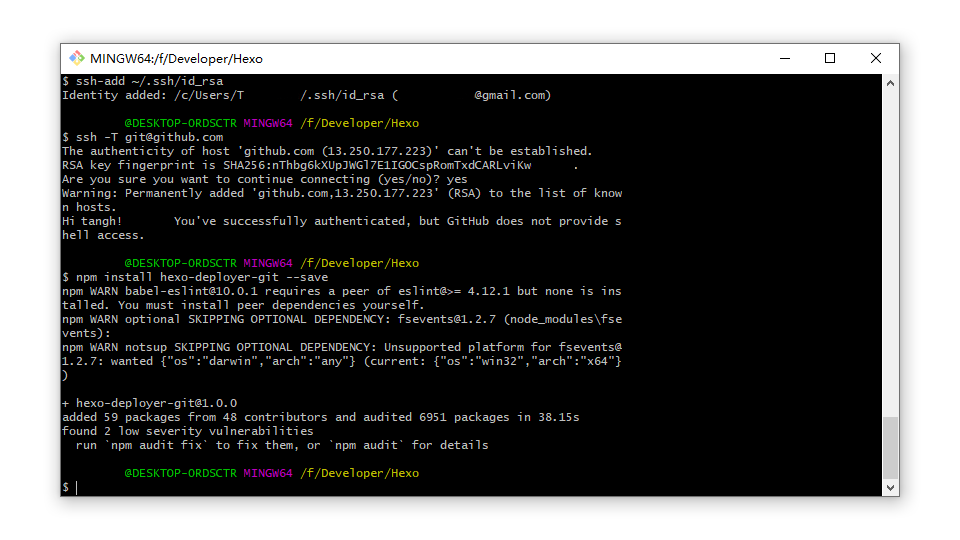 MINGW64:/f/Developer/Hexo
$ ssh-add ~/.ssh/id_rsa
Identity added: /c/Users/T /.ssh/id_rsa ( @gmail.com)
@DESKTOP-ORDSCTR MINGW64 /f/Developer/Hexo
$ ssh -T git@github.com
The authenticity of host 'github.com (13.250.177.223)' can't be established.
RSA key fingerprint is SHA256:nThbg6kXUpJWGl7E1IGOCspRomTxdCARLviKw .
Are you sure you want to continue connecting (yes/no)? yes
Warning: Permanently added 'github.com,13.250.177.223' (RSA) to the list of know
n hosts.
Hi tangh! You've successfully authenticated, but GitHub does not provide s
hell access.
@DESKTOP-ORDSCTR MINGW64 /f/Developer/Hexo
$ npm install hexo-deployer-git --save
npm WARN babel-eslint@10.0.1 requires a peer of eslint@>= 4.12.1 but none is ins
talled. You must install peer dependencies yourself.
npm WARN optional SKIPPING OPTIONAL DEPENDENCY: fsevents@1.2.7 (node_modules\fse
vents):
npm WARN notsup SKIPPING OPTIONAL DEPENDENCY: Unsupported platform for fsevents@
1.2.7: wanted {"os":"darwin","arch":"any"} (current: {"os":"win32","arch":"x64"}
)
+ hexo-deployer-git@1.0.0
added 59 packages from 48 contributors and audited 6951 packages in 38.15s
found 2 low severity vulnerabilities
run `npm audit fix` to fix them, or `npm audit` for details
@DESKTOP-ORDSCTR MINGW64 /f/Developer/Hexo
$